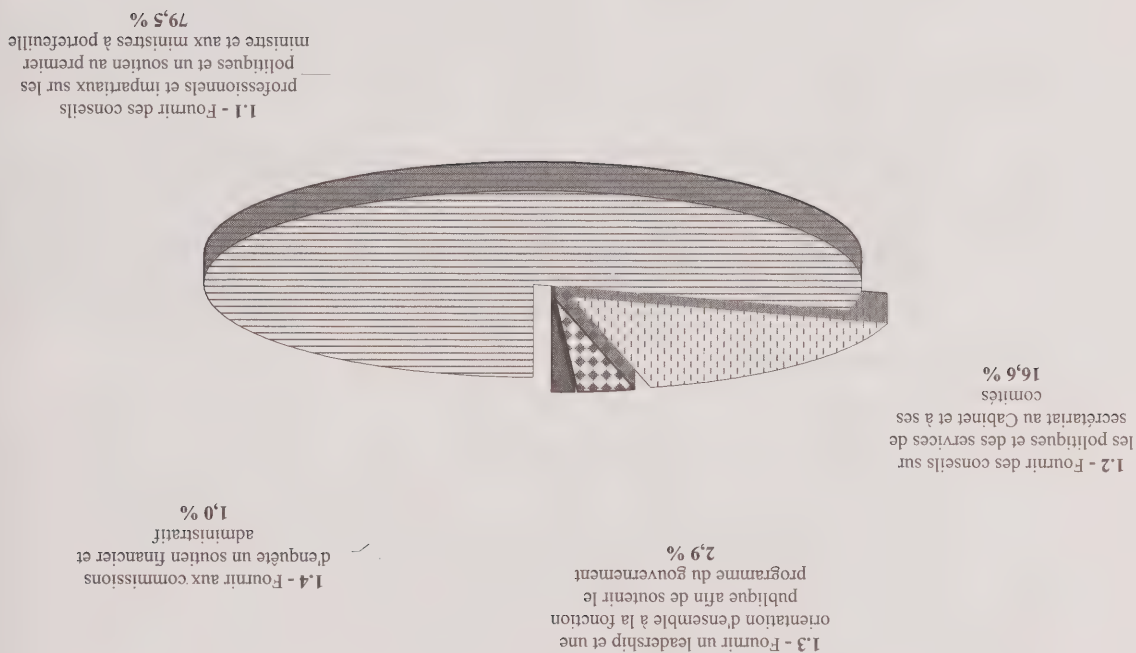 1.3 - Fournir un leadership et une
orientation d'ensemble à la fonction
publique afin de soutenir le
programme du gouvernement
2,9 %
1.4 - Fournir aux commissions
d'enquête un soutien financier et
administratif
1,0 %
1.2 - Fournir des conseils sur
les politiques et des services de
secrétariat au Cabinet et à ses
comités
16,6 %
1.1 - Fournir des conseils
professionnels et impartiaux sur les
politiques et un soutien au premier
ministre et aux ministres à portefeuille
79,5 %